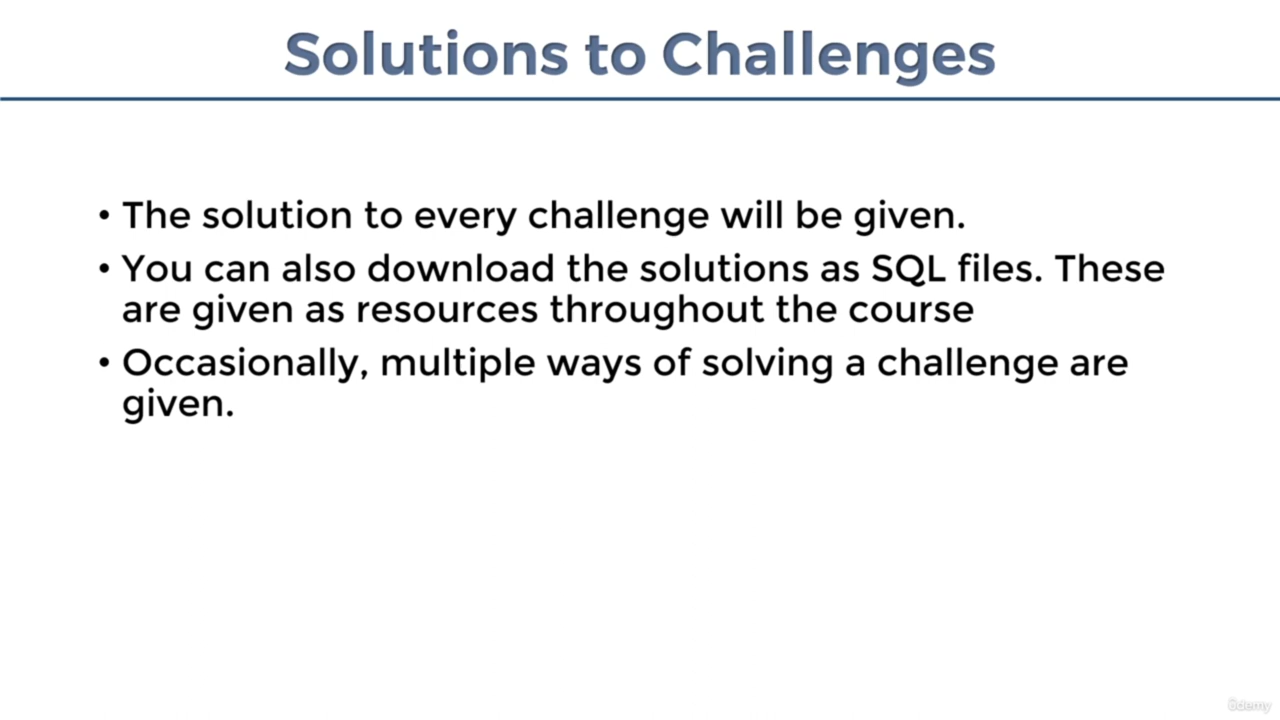 Solutions to Challenges
• The solution to every challenge will be given.
• You can also download the solutions as SQL files. These
are given as resources throughout the course
• Occasionally, multiple ways of solving a challenge are
given.
ûdemy